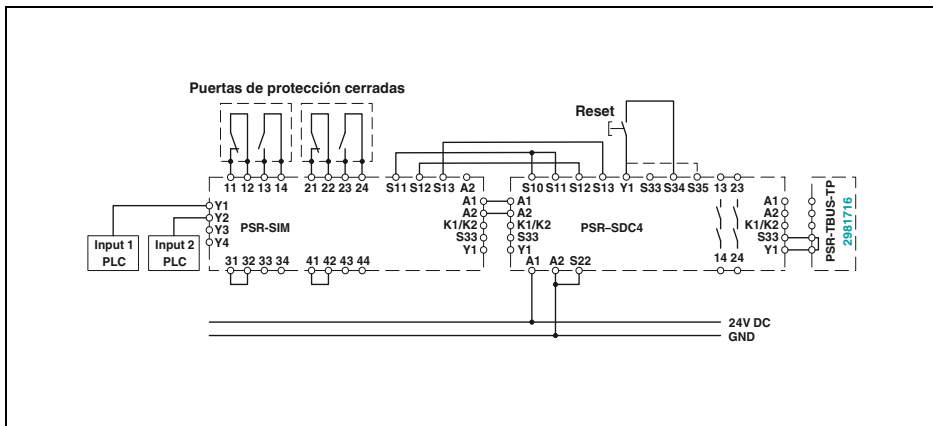 Puertas de protección cerradas
Reset
11 12 13 14 21 22 23 24 S11 S12 S13 A2 S10 S11 S12 S13 Y1 S33 S34 S35 13 23
Y1
Y2
Y3
Y4
PSR-SIM
A1
A2
K1/K2
S33
Y1
A1
A2
K1/K2
S33
Y1
PSR–SDC4
A1
A2
K1/K2
S33
Y1
PSR-TBUS-TP
2981716
Input 1
PLC
Input 2
PLC
31 32 33 34 41 42 43 44 A1 A2 S22 14 24
24V DC
GND